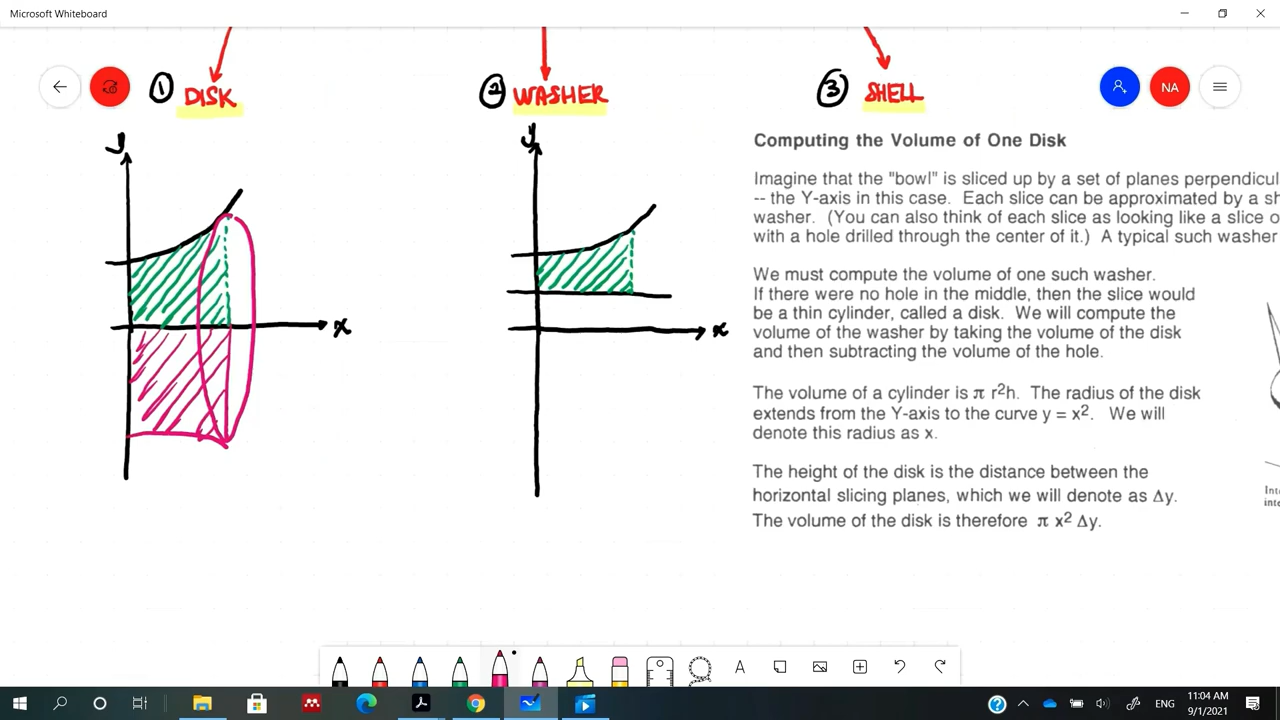 Microsoft Whiteboard
① DISK
② WASHER
③ SHELL
NA
y
x
y
x
Computing the Volume of One Disk
Imagine that the "bowl" is sliced up by a set of planes perpendicul
-- the Y-axis in this case. Each slice can be approximated by a sh
washer. (You can also think of each slice as looking like a slice o
with a hole drilled through the center of it.) A typical such washer
We must compute the volume of one such washer.
If there were no hole in the middle, then the slice would
be a thin cylinder, called a disk. We will compute the
volume of the washer by taking the volume of the disk
and then subtracting the volume of the hole.
The volume of a cylinder is π r²h. The radius of the disk
extends from the Y-axis to the curve y = x². We will
denote this radius as x.
The height of the disk is the distance between the
horizontal slicing planes, which we will denote as Δy.
The volume of the disk is therefore π x² Δy.
Int
inte
A
ENG
11:04 AM
9/1/2021